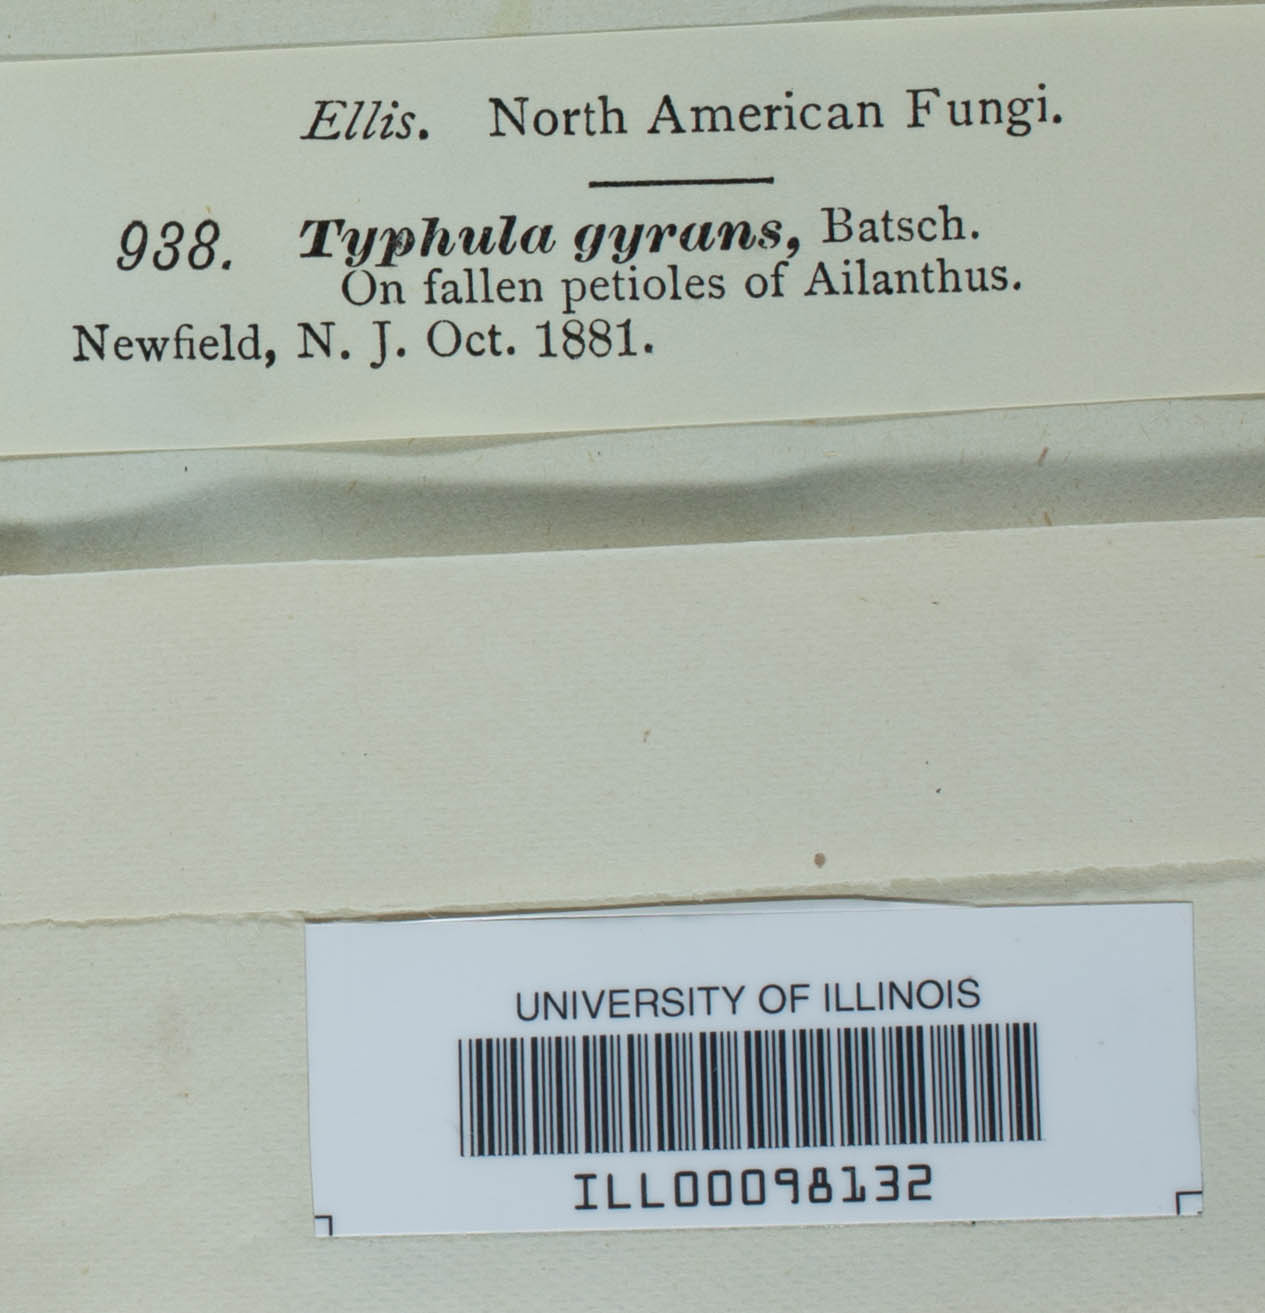 Ellis. North American Fungi.
938. Typhula gyrans, Batsch.
On fallen petioles of Ailanthus.
Newfield, N. J. Oct. 1881.
UNIVERSITY OF ILLINOIS
ILL00098132